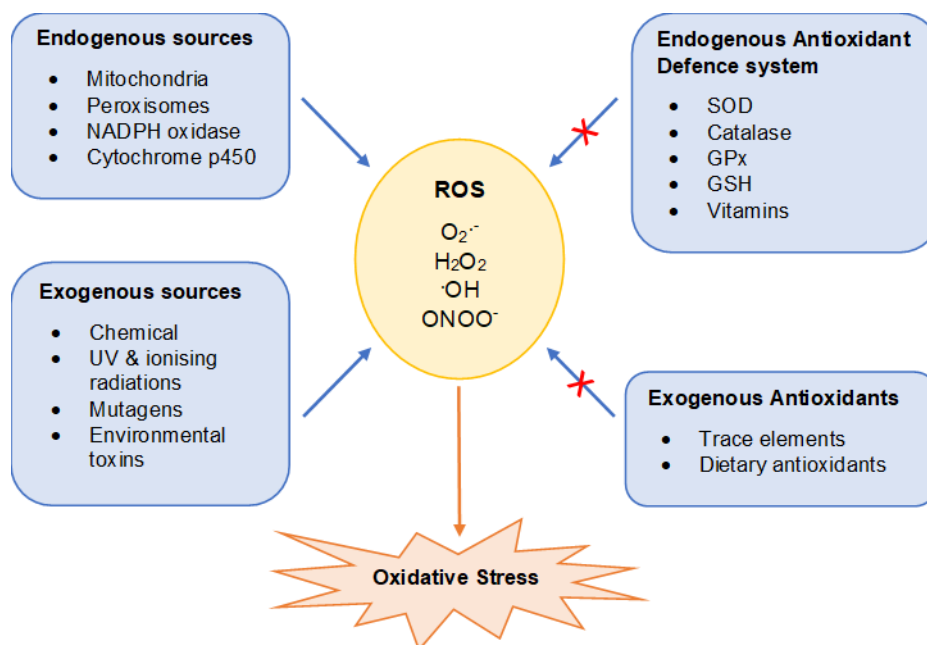 Endogenous sources
• Mitochondria
• Peroxisomes
• NADPH oxidase
• Cytochrome p450
Endogenous Antioxidant
Defence system
• SOD
• Catalase
• GPx
• GSH
• Vitamins
ROS
O₂·⁻
H₂O₂
·OH
ONOO⁻
Exogenous sources
• Chemical
• UV & ionising
radiations
• Mutagens
• Environmental
toxins
Exogenous Antioxidants
• Trace elements
• Dietary antioxidants
Oxidative Stress